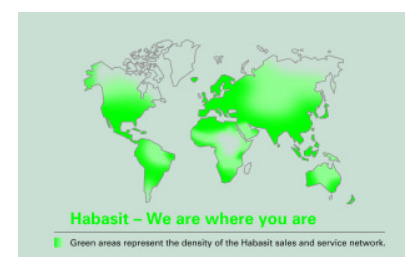 Habasit – We are where you are
Green areas represent the density of the Habasit sales and service network.